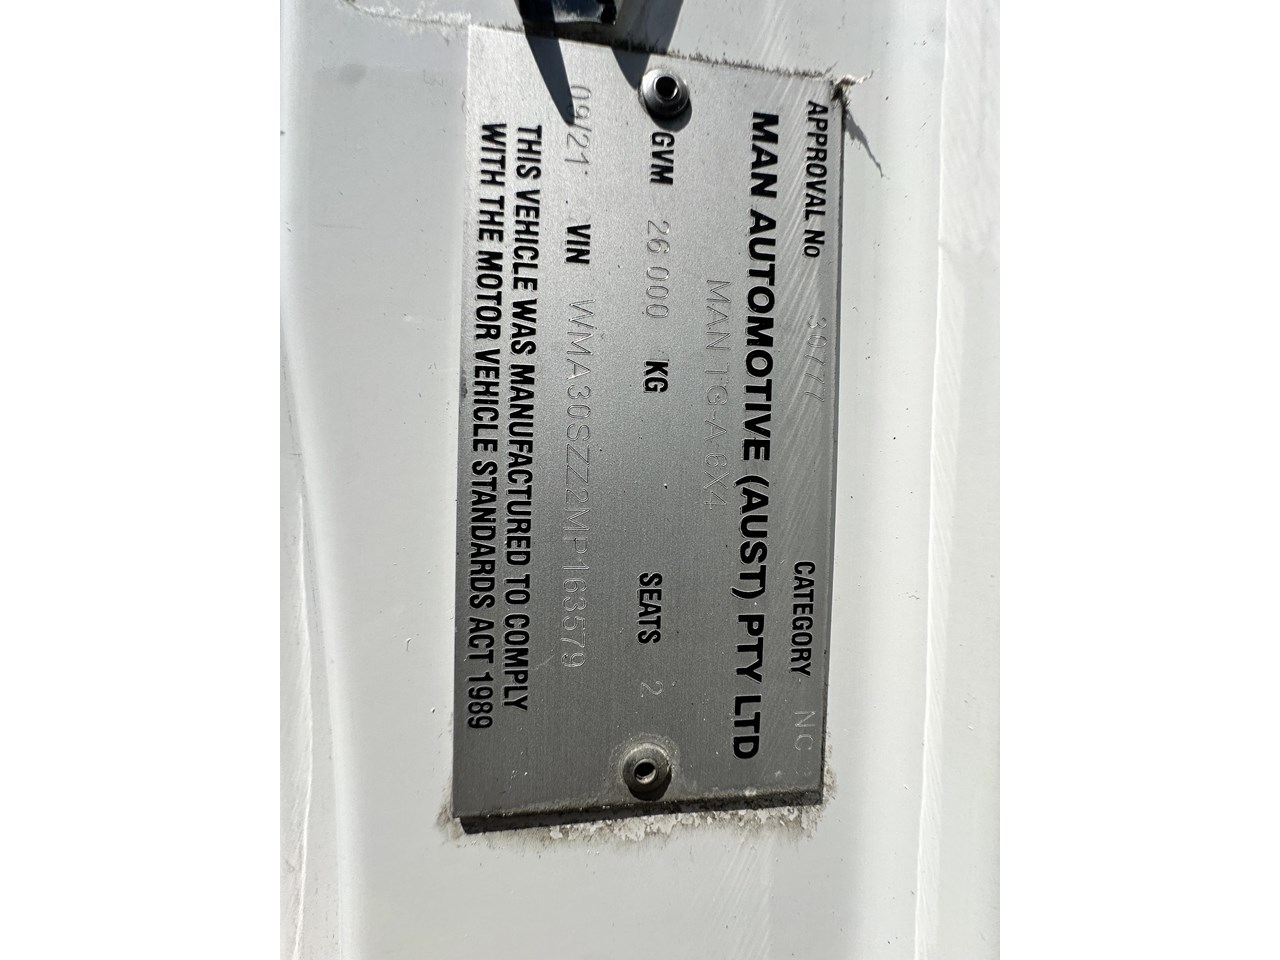 APPROVAL No 30777 CATEGORY NC
MAN AUTOMOTIVE (AUST) PTY LTD
MAN TG-A 6X4
GVM 26 000 KG SEATS 2
09/21 VIN WMA30SZZ2MP163579
THIS VEHICLE WAS MANUFACTURED TO COMPLY
WITH THE MOTOR VEHICLE STANDARDS ACT 1989